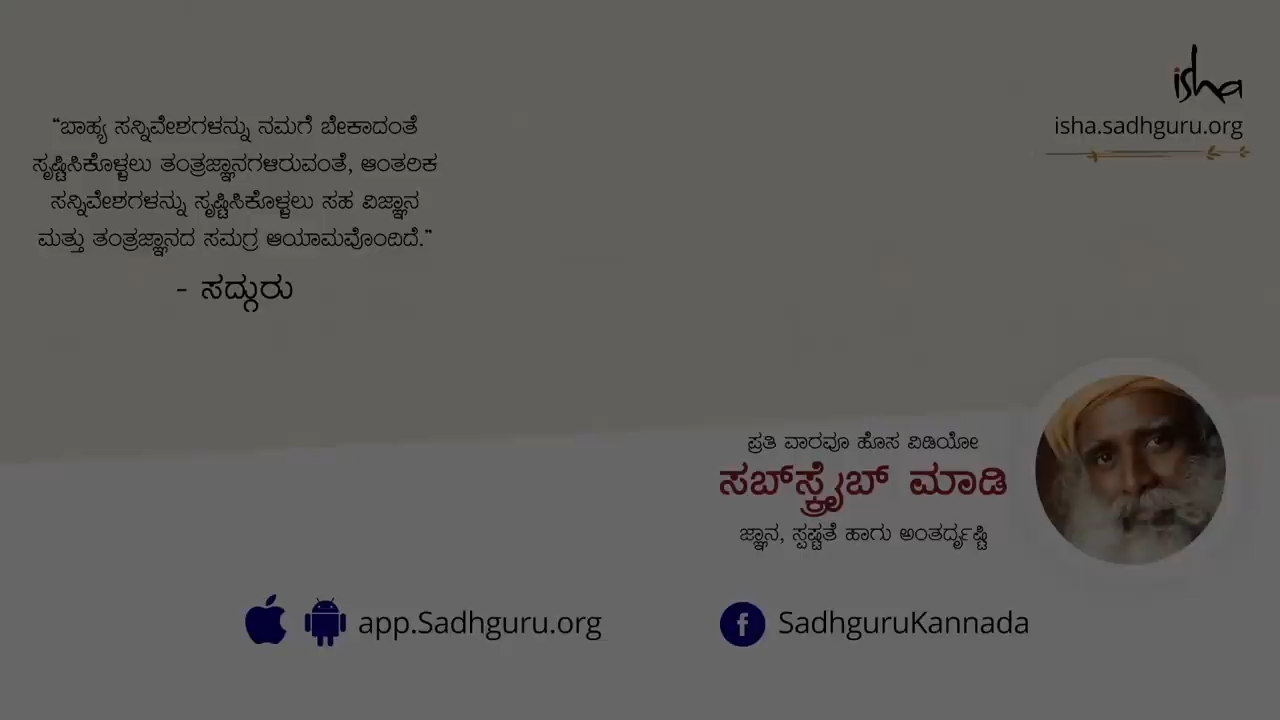 isha
isha.sadhguru.org
“ಬಾಹ್ಯ ಸನ್ನಿವೇಶಗಳನ್ನು ನಮಗೆ ಬೇಕಾದಂತೆ
ಸೃಷ್ಟಿಸಿಕೊಳ್ಳಲು ತಂತ್ರಜ್ಞಾನಗಳಿರುವಂತೆ, ಆಂತರಿಕ
ಸನ್ನಿವೇಶಗಳನ್ನು ಸೃಷ್ಟಿಸಿಕೊಳ್ಳಲು ಸಹ ವಿಜ್ಞಾನ
ಮತ್ತು ತಂತ್ರಜ್ಞಾನದ ಸಮಗ್ರ ಆಯಾಮವೊಂದಿದೆ.”
- ಸದ್ಗುರು
ಪ್ರತಿ ವಾರವೂ ಹೊಸ ವಿಡಿಯೋ
ಸಬ್‌ಸ್ಕ್ರೈಬ್ ಮಾಡಿ
ಜ್ಞಾನ, ಸ್ಪಷ್ಟತೆ ಹಾಗು ಅಂತರ್ದೃಷ್ಟಿ
app.Sadhguru.org
SadhguruKannada